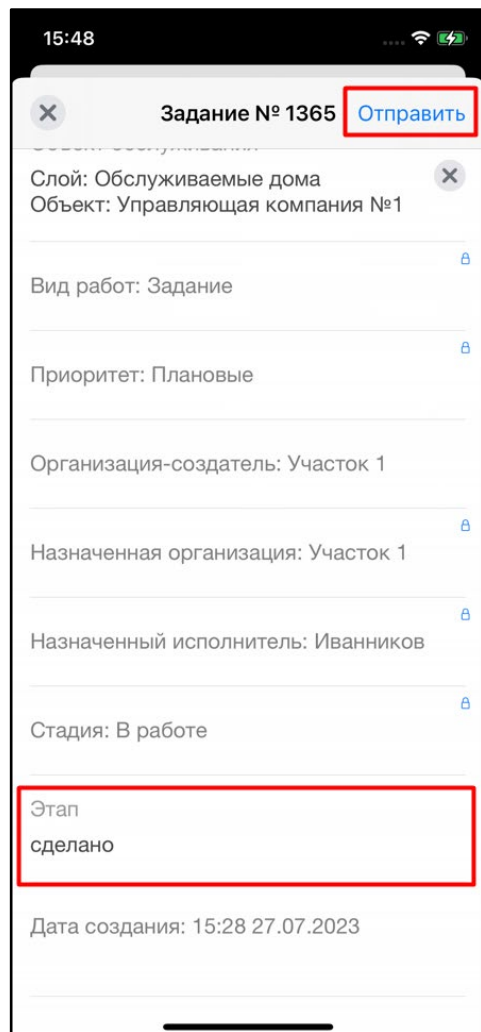 15:48
Задание № 1365 Отправить
Слой: Обслуживаемые дома
Объект: Управляющая компания №1
Вид работ: Задание
Приоритет: Плановые
Организация-создатель: Участок 1
Назначенная организация: Участок 1
Назначенный исполнитель: Иванников
Стадия: В работе
Этап
сделано
Дата создания: 15:28 27.07.2023